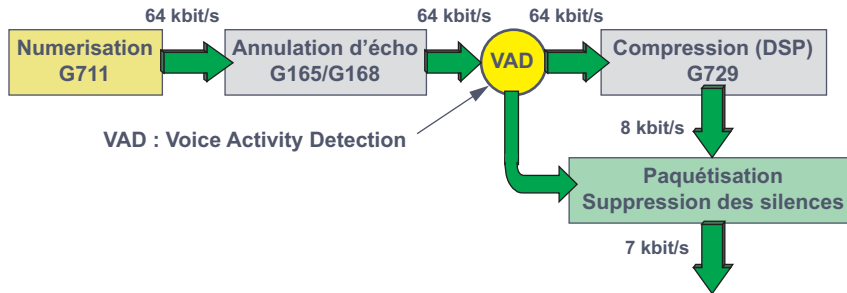 64 kbit/s
64 kbit/s
64 kbit/s
Numerisation
G711
Annulation d'écho
G165/G168
VAD
Compression (DSP)
G729
VAD : Voice Activity Detection
8 kbit/s
Paquétisation
Suppression des silences
7 kbit/s